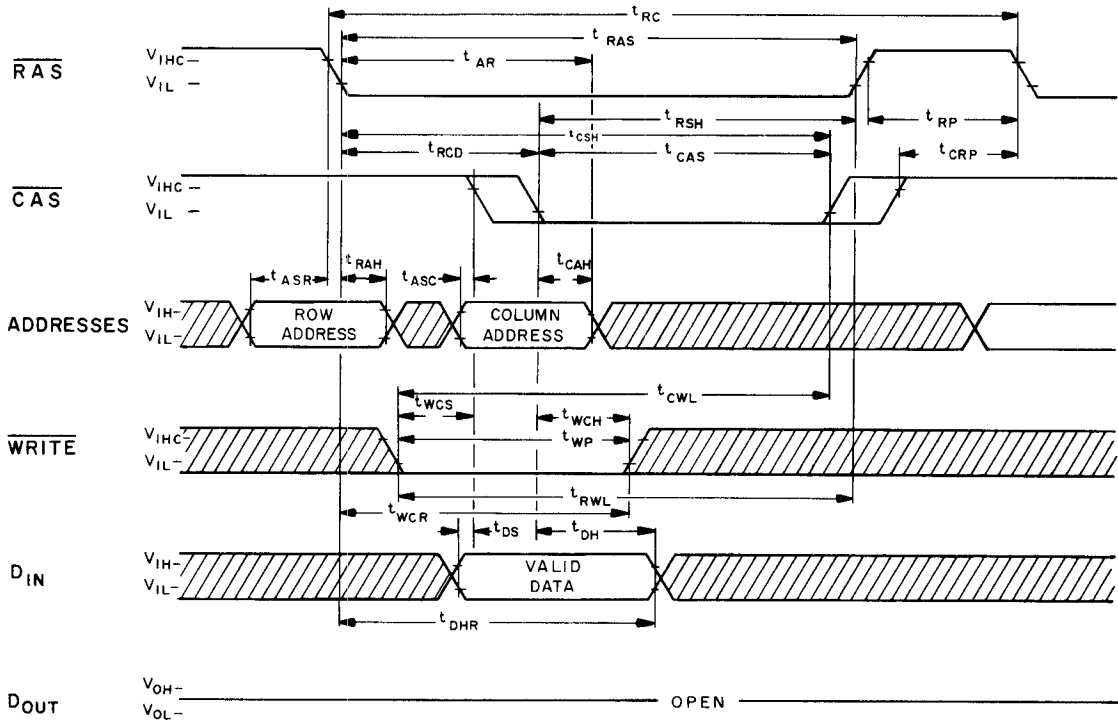 tRC
tRAS
tAR
RAS
VIHC
VIL
tRSH
tRP
tCSH
tRCD
tCAS
tCRP
CAS
VIHC
VIL
tASR
tRAH
tASC
tCAH
ADDRESSES
VIH
VIL
ROW
ADDRESS
COLUMN
ADDRESS
tCWL
tWCS
tWCH
WRITE
VIHC
VIL
tWP
tRWL
tWCR
tDS
tDH
DIN
VIH
VIL
VALID
DATA
tDHR
DOUT
VOH
VOL
OPEN